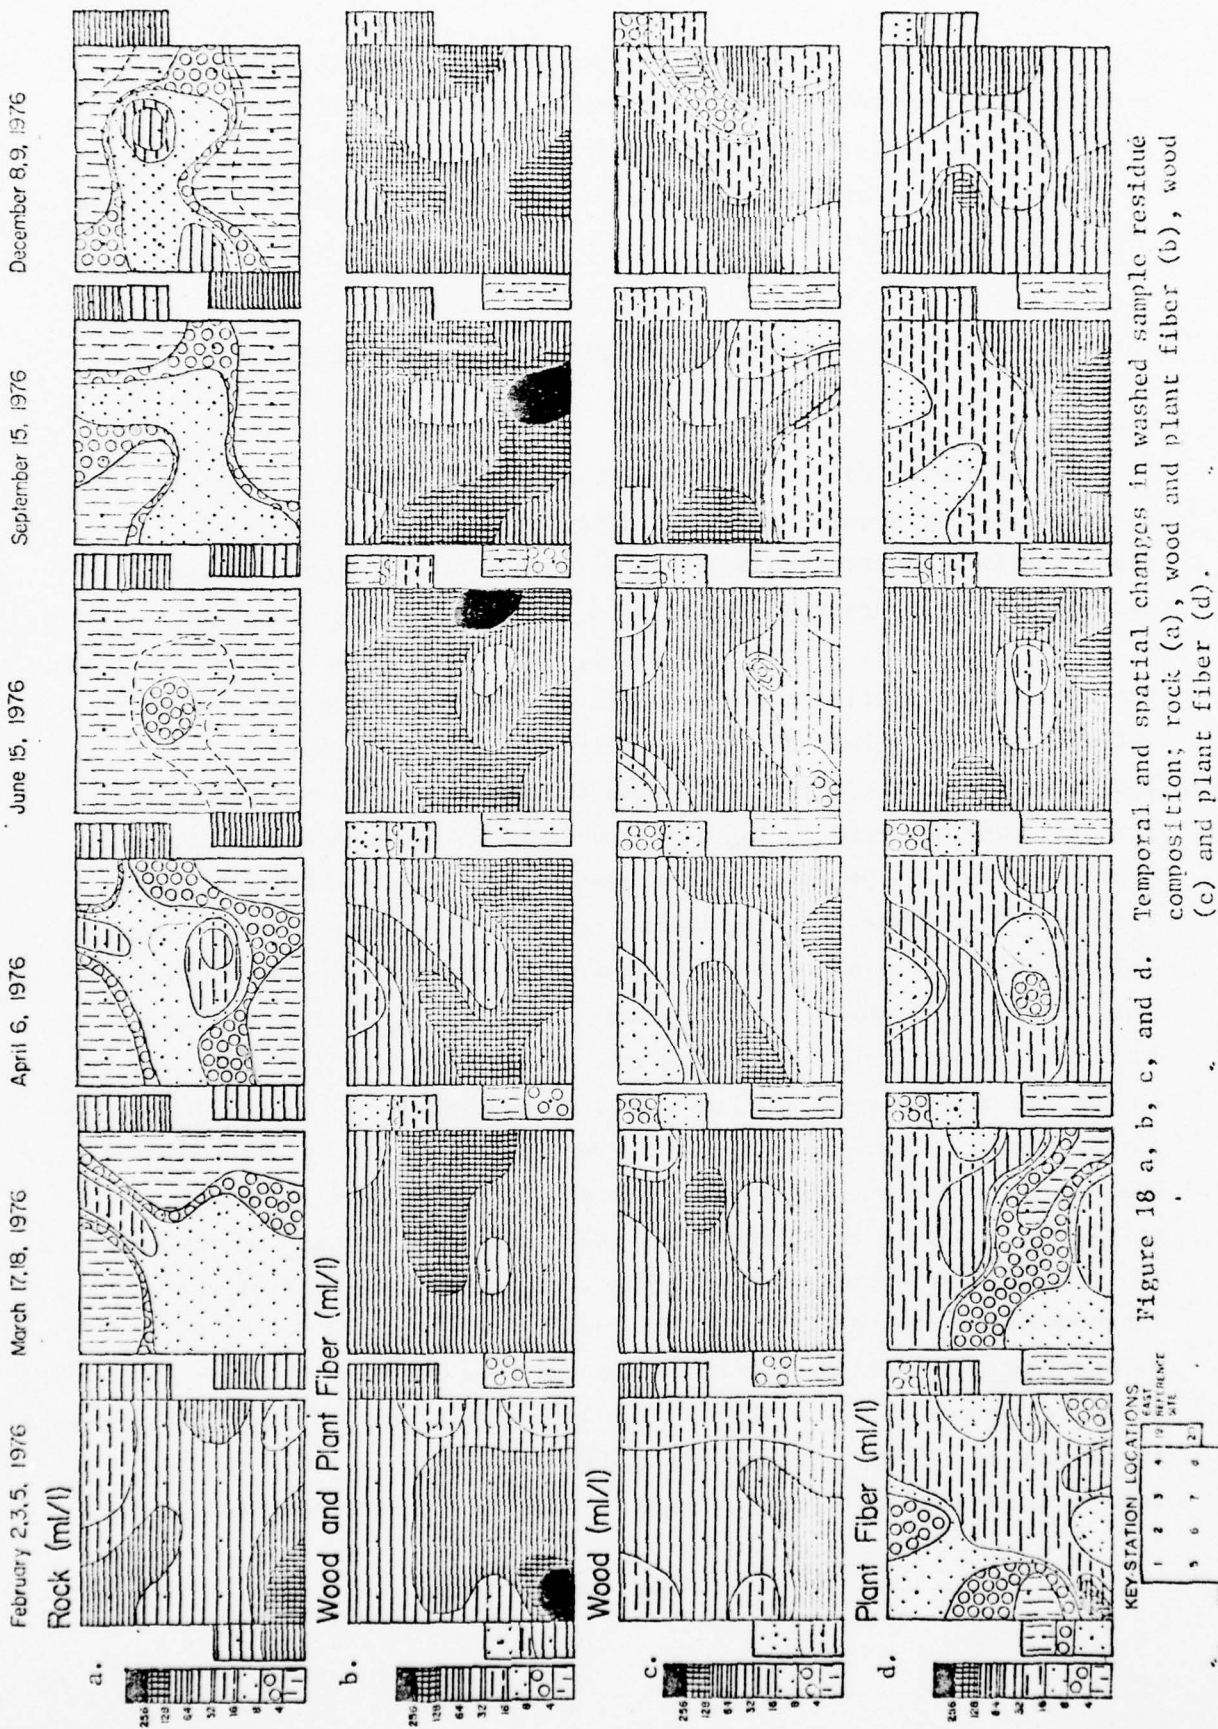 February 2,3,5, 1976
March 17,18, 1976
April 6, 1976
June 15, 1976
September 15, 1976
December 8,9, 1976
Rock (ml/l)
a.
256
128
64
32
16
8
4
Wood and Plant Fiber (ml/l)
b.
256
128
64
32
16
8
4
Wood (ml/l)
c.
256
128
64
32
16
8
4
Plant Fiber (ml/l)
d.
256
128
64
32
16
8
4
KEY-STATION LOCATIONS
EAST
REFERENCE
SITE
1 2 3 4
5 6 7
Figure 18 a, b, c, and d. Temporal and spatial changes in washed sample residue
composition; rock (a), wood and plant fiber (b), wood
(c) and plant fiber (d).